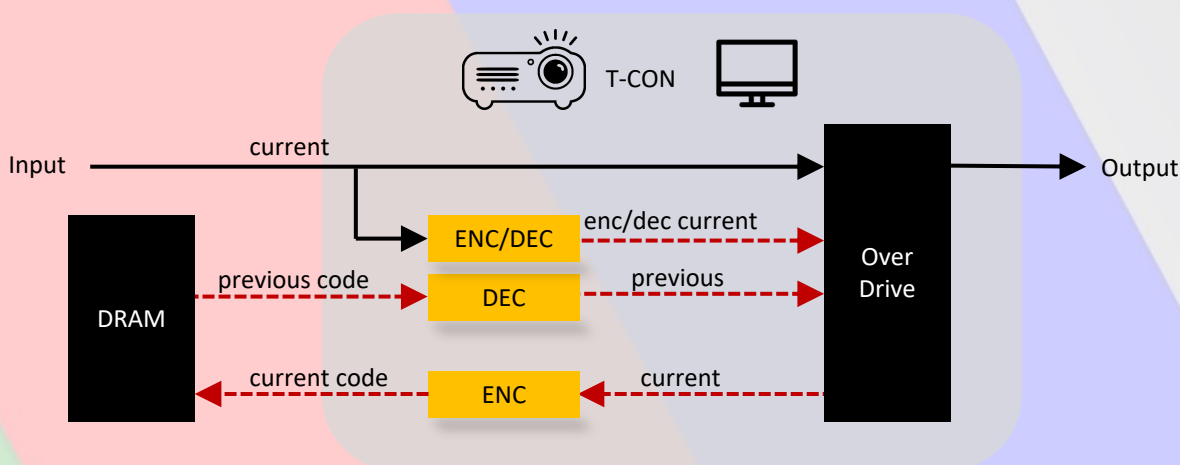 T-CON
current
Input
Output
enc/dec current
ENC/DEC
Over
Drive
previous code
previous
DEC
DRAM
current code
current
ENC